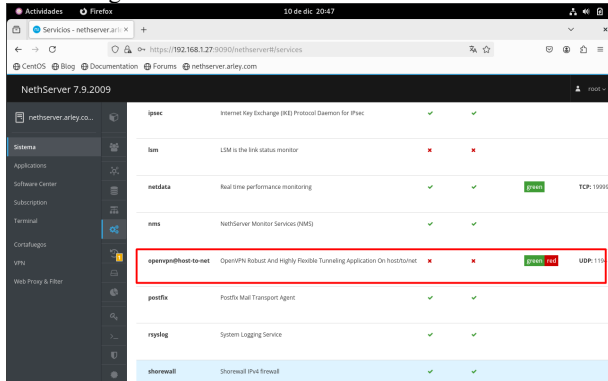 Actividades Firefox 10 de dic 20:47
Servicios - nethserver.arle
https://192.168.1.27:9090/nethserver#/services
CentOS Blog Documentation Forums nethserver.arley.com
NethServer 7.9.2009 root
nethserver.arley.co...
Sistema
Applications
Software Center
Subscription
Terminal
Cortafuegos
VPN
Web Proxy & Filter
1
ipsec Internet Key Exchange (IKE) Protocol Daemon for IPsec
lsm LSM is the link status monitor
netdata Real time performance monitoring green TCP: 19999
nms NethServer Monitor Services (NMS)
openvpn@host-to-net OpenVPN Robust And Highly Flexible Tunneling Application On host/to/net green red UDP: 1194
postfix Postfix Mail Transport Agent
rsyslog System Logging Service
shorewall Shorewall IPv4 firewall